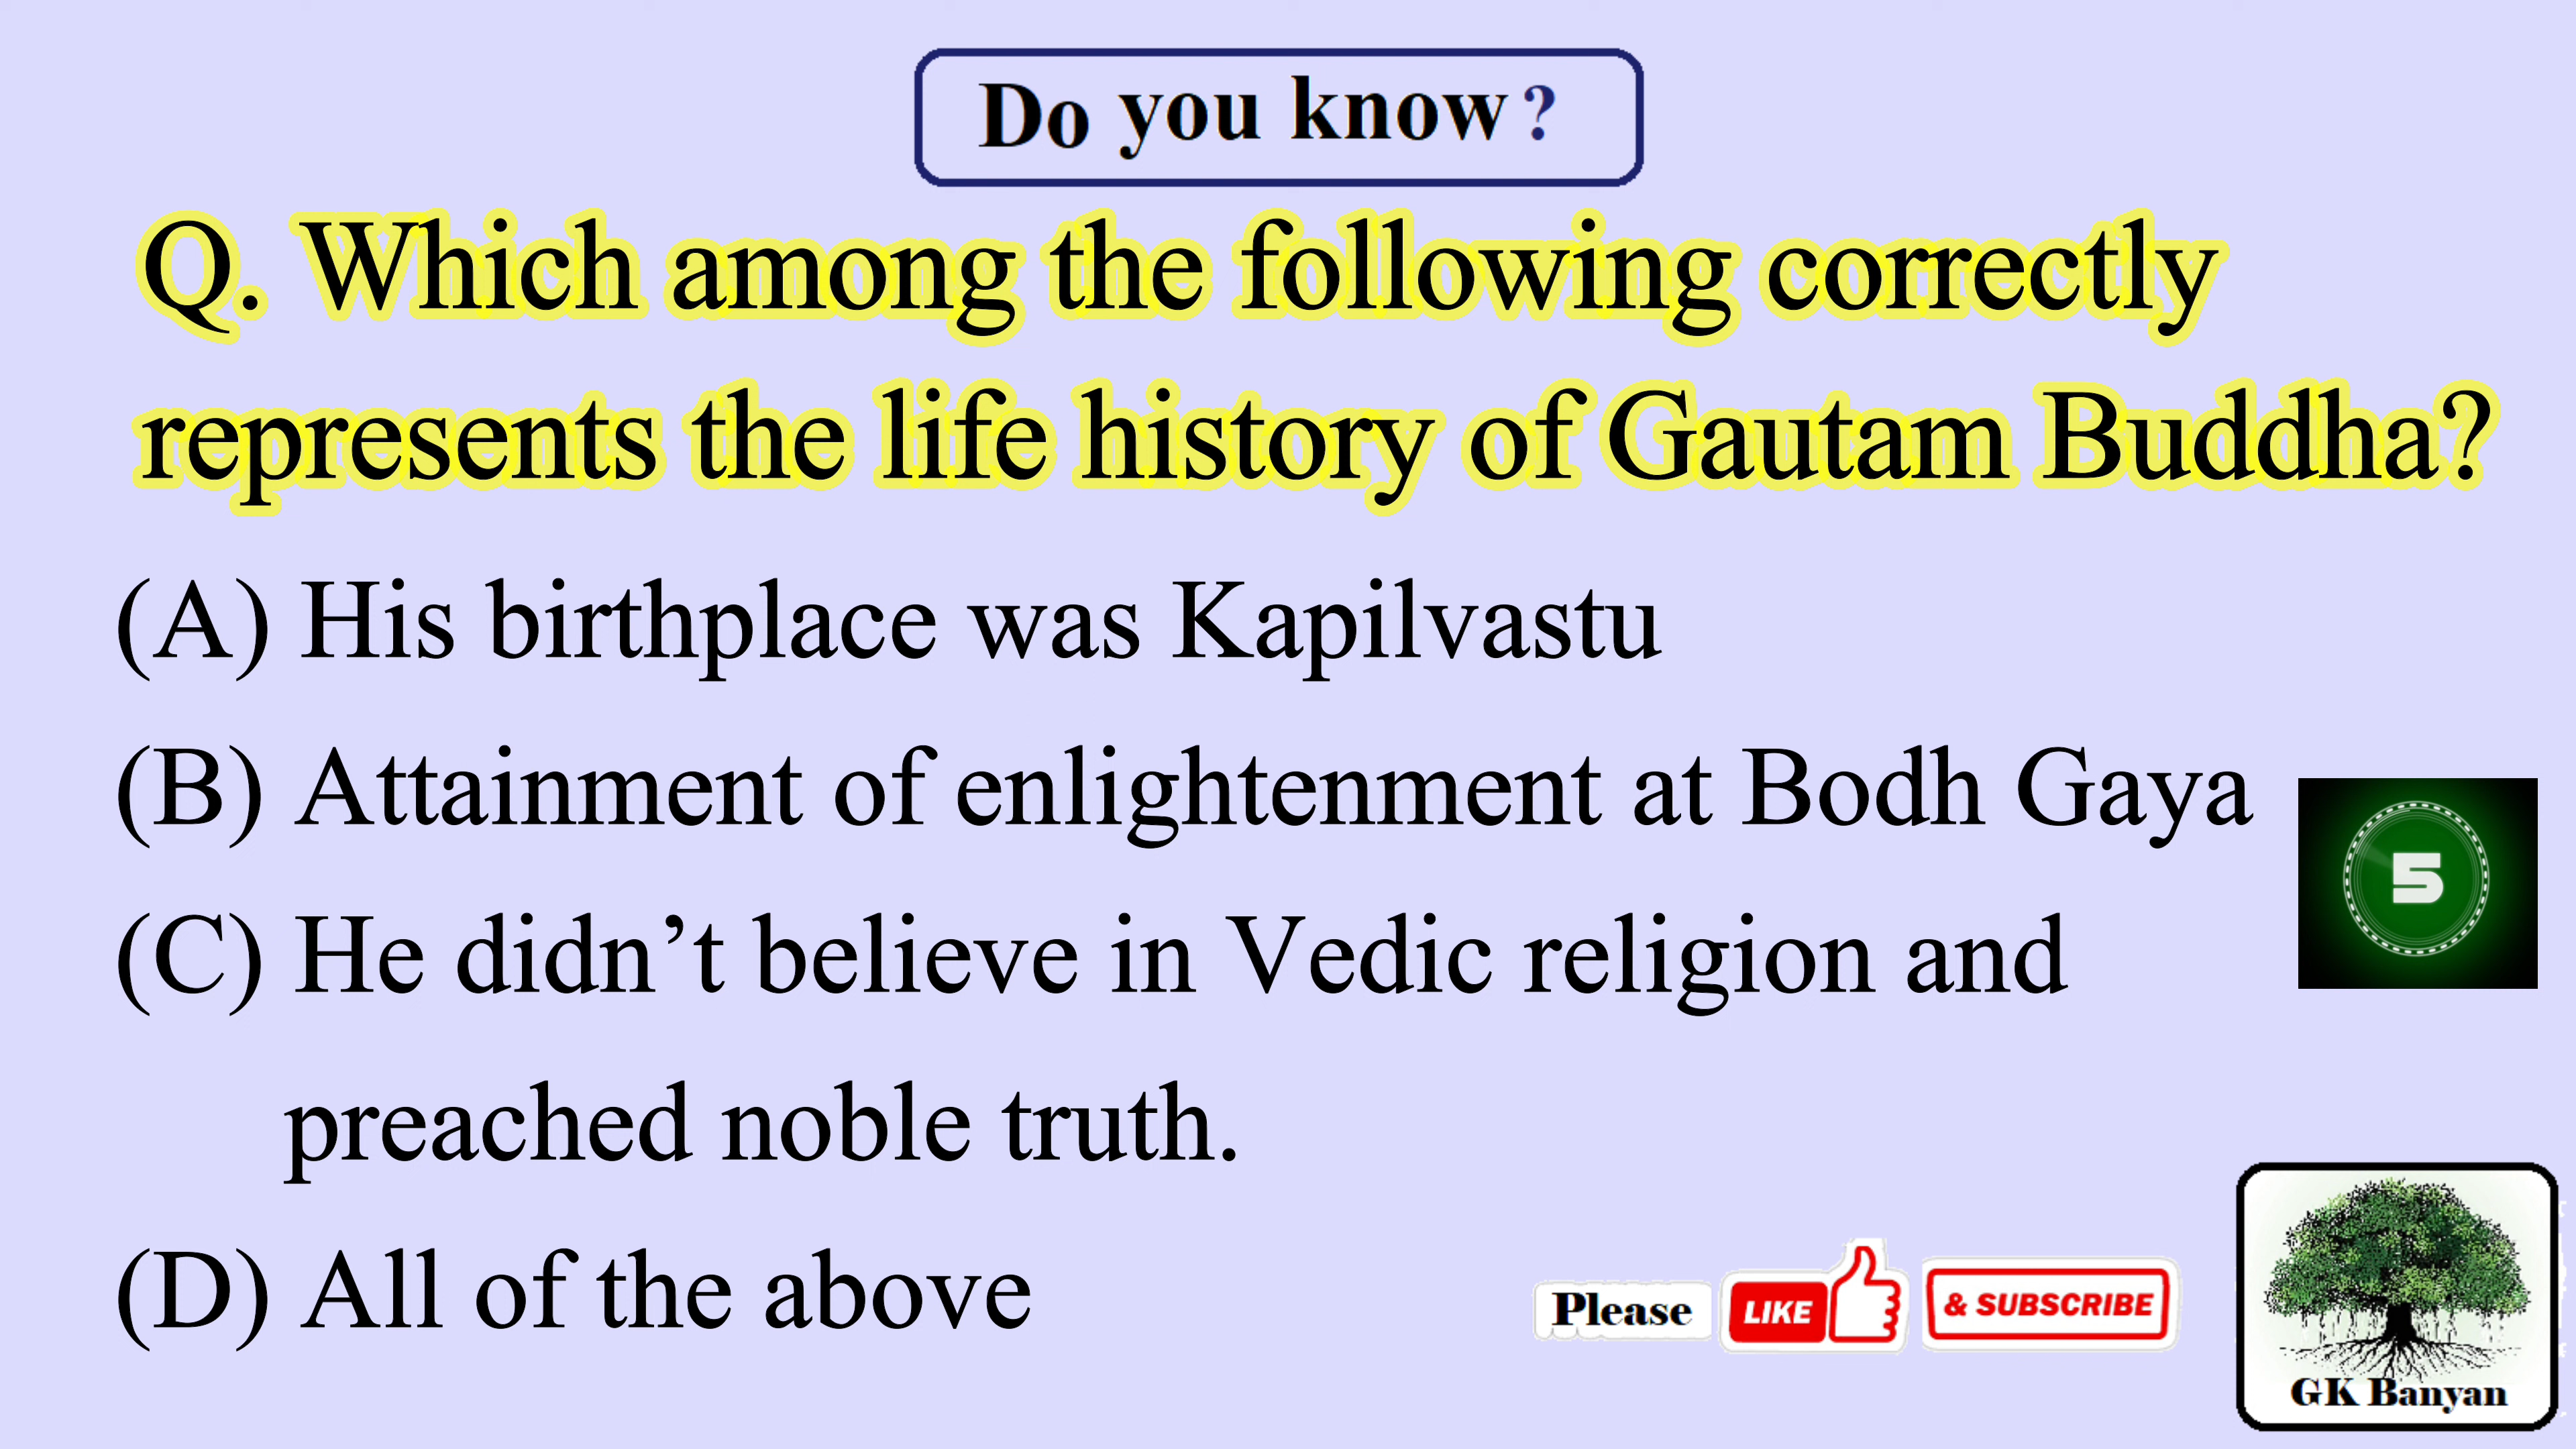 Do you know?
Q. Which among the following correctly
represents the life history of Gautam Buddha?
(A) His birthplace was Kapilvastu
(B) Attainment of enlightenment at Bodh Gaya
5
(C) He didn’t believe in Vedic religion and
preached noble truth.
(D) All of the above
Please LIKE & SUBSCRIBE
GK Banyan